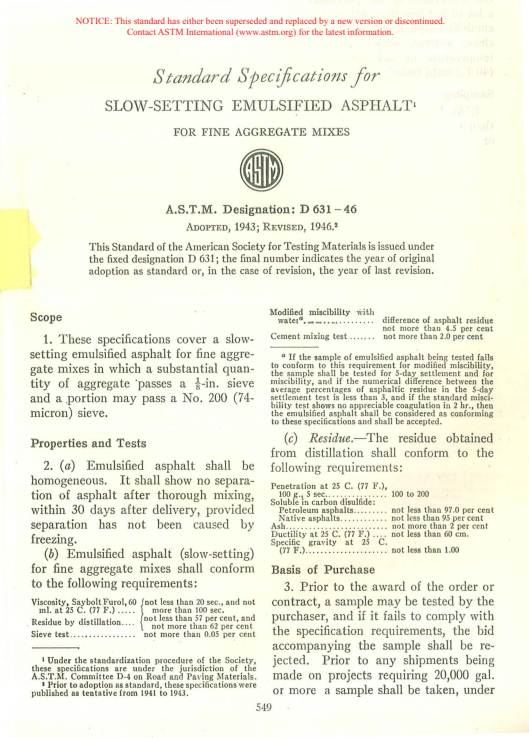 NOTICE: This standard has either been superseded and replaced by a new version or discontinued.
Contact ASTM International (www.astm.org) for the latest information.
Standard Specifications for
SLOW-SETTING EMULSIFIED ASPHALT¹
FOR FINE AGGREGATE MIXES
ASTM
A.S.T.M. Designation: D 631 – 46
ADOPTED, 1943; REVISED, 1946.²
This Standard of the American Society for Testing Materials is issued under
the fixed designation D 631; the final number indicates the year of original
adoption as standard or, in the case of revision, the year of last revision.
Scope
1. These specifications cover a slow-
setting emulsified asphalt for fine aggre-
gate mixes in which a substantial quan-
tity of aggregate passes a ⅛-in. sieve
and a portion may pass a No. 200 (74-
micron) sieve.
Properties and Tests
2. (a) Emulsified asphalt shall be
homogeneous. It shall show no separa-
tion of asphalt after thorough mixing,
within 30 days after delivery, provided
separation has not been caused by
freezing.
(b) Emulsified asphalt (slow-setting)
for fine aggregate mixes shall conform
to the following requirements:
Viscosity, Saybolt Furol, 60 { not less than 20 sec., and not
ml. at 25 C. (77 F.) ..... { more than 100 sec.
Residue by distillation.... { not less than 57 per cent, and
not more than 62 per cent
Sieve test................. not more than 0.05 per cent
¹ Under the standardization procedure of the Society,
these specifications are under the jurisdiction of the
A.S.T.M. Committee D-4 on Road and Paving Materials.
² Prior to adoption as standard, these specifications were
published as tentative from 1941 to 1943.
Modified miscibility with
waterᵃ................ difference of asphalt residue
not more than 4.5 per cent
Cement mixing test ....... not more than 2.0 per cent
ᵃ If the sample of emulsified asphalt being tested fails
to conform to this requirement for modified miscibility,
the sample shall be tested for 5-day settlement and for
miscibility, and if the numerical difference between the
average percentages of asphaltic residue in the 5-day
settlement test is less than 3, and if the standard misci-
bility test shows no appreciable coagulation in 2 hr., then
the emulsified asphalt shall be considered as conforming
to these specifications and shall be accepted.
(c) Residue.—The residue obtained
from distillation shall conform to the
following requirements:
Penetration at 25 C. (77 F.),
100 g., 5 sec............... 100 to 200
Soluble in carbon disulfide:
Petroleum asphalts........ not less than 97.0 per cent
Native asphalts........... not less than 95 per cent
Ash....................... not more than 2 per cent
Ductility at 25 C. (77 F.) .... not less than 60 cm.
Specific gravity at 25 C.
(77 F.).................... not less than 1.00
Basis of Purchase
3. Prior to the award of the order or
contract, a sample may be tested by the
purchaser, and if it fails to comply with
the specification requirements, the bid
accompanying the sample shall be re-
jected. Prior to any shipments being
made on projects requiring 20,000 gal.
or more a sample shall be taken, under
549